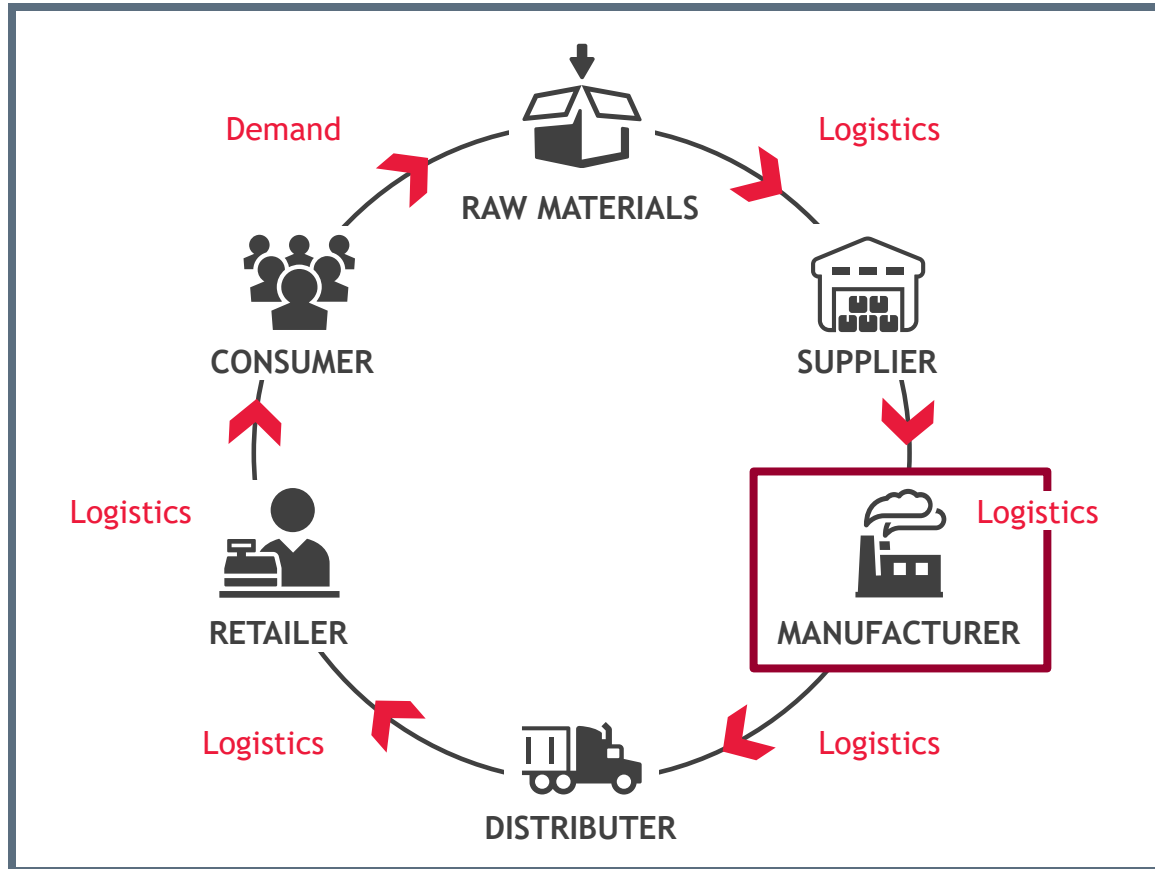 Demand
Logistics
RAW MATERIALS
CONSUMER
SUPPLIER
Logistics
Logistics
RETAILER
MANUFACTURER
Logistics
Logistics
DISTRIBUTER